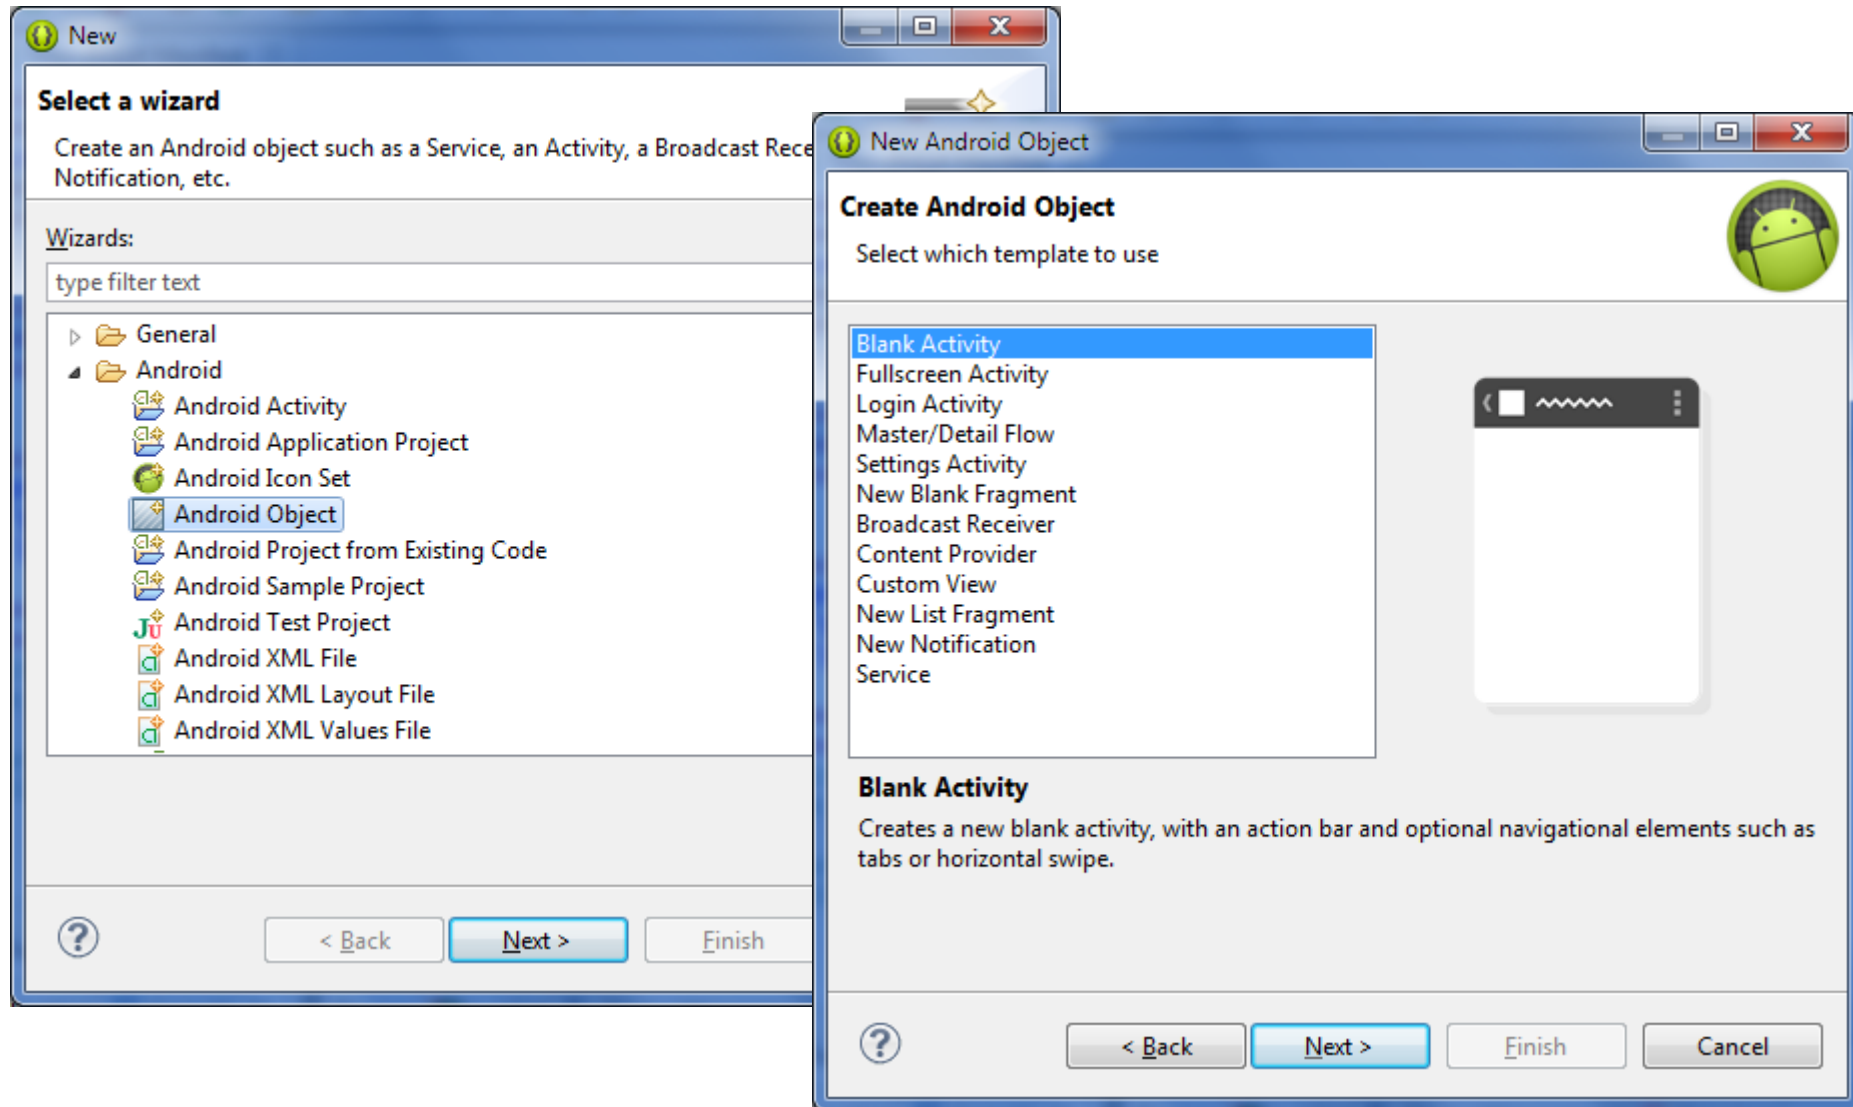 New
Select a wizard
Create an Android object such as a Service, an Activity, a Broadcast
Notification, etc.
Wizards:
type filter text
General
Android
Android Activity
Android Application Project
Android Icon Set
Android Object
Android Project from Existing Code
Android Sample Project
Android Test Project
Android XML File
Android XML Layout File
Android XML Values File
< Back
Next >
Finish
New Android Object
Create Android Object
Select which template to use
Blank Activity
Fullscreen Activity
Login Activity
Master/Detail Flow
Settings Activity
New Blank Fragment
Broadcast Receiver
Content Provider
Custom View
New List Fragment
New Notification
Service
Blank Activity
Creates a new blank activity, with an action bar and optional navigational elements such as
tabs or horizontal swipe.
< Back
Next >
Finish
Cancel